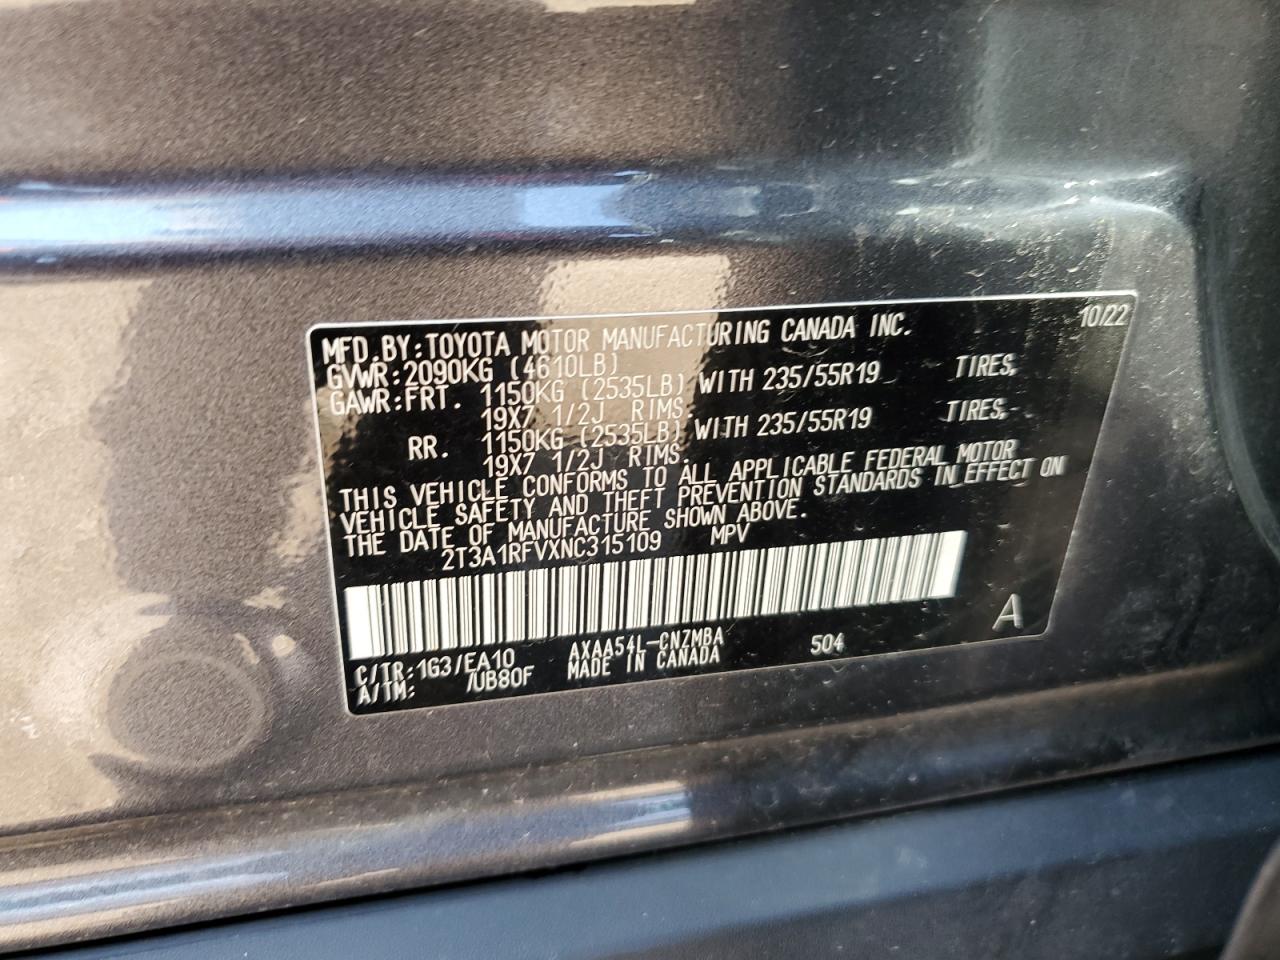 10/22
MFD.BY:TOYOTA MOTOR MANUFACTURING CANADA INC.
GVWR:2090KG (4610LB)
GAWR:FRT. 1150KG (2535LB) WITH 235/55R19 TIRES,
19X7 1/2J RIMS.
RR. 1150KG (2535LB) WITH 235/55R19 TIRES,
19X7 1/2J RIMS.
THIS VEHICLE CONFORMS TO ALL APPLICABLE FEDERAL MOTOR
VEHICLE SAFETY AND THEFT PREVENTION STANDARDS IN EFFECT ON
THE DATE OF MANUFACTURE SHOWN ABOVE.
2T3A1RFVXNC315109 MPV
C/TR:1G3/EA10 AXAA54L-CNZMBA 504 A
A/TM: /UB80F MADE IN CANADA